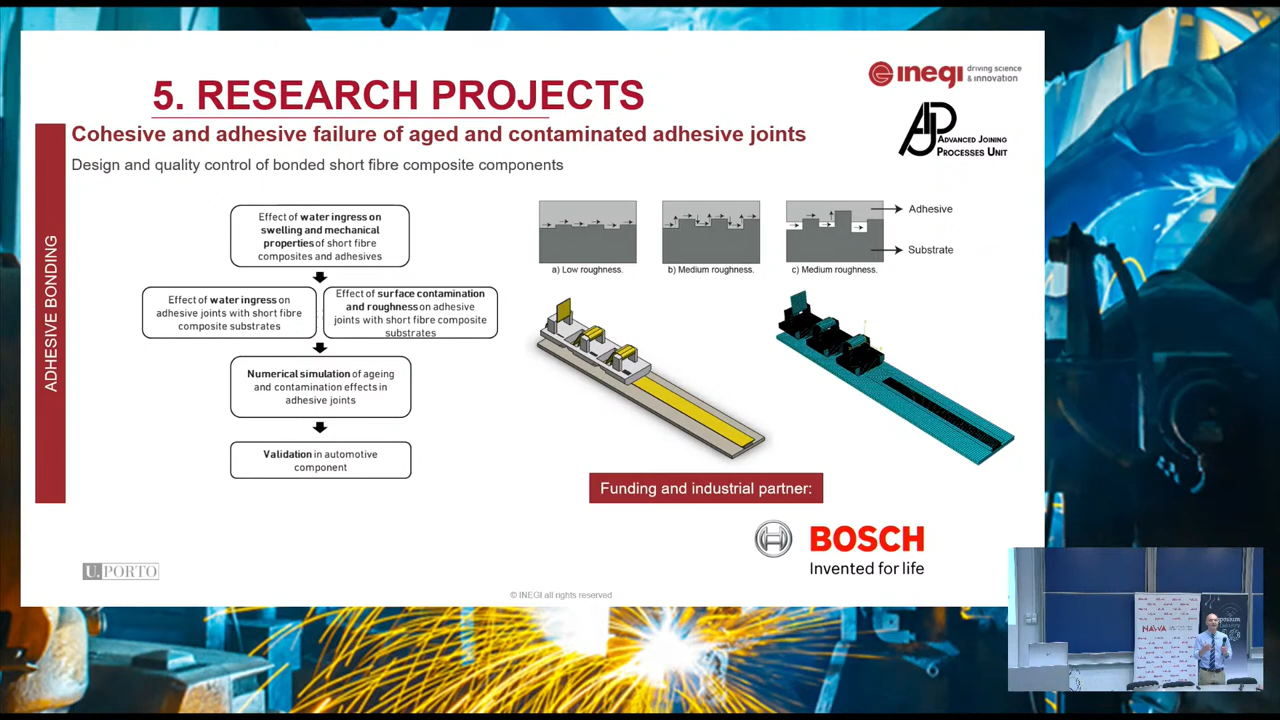 5. RESEARCH PROJECTS
inegi driving science
& innovation
Cohesive and adhesive failure of aged and contaminated adhesive joints
Design and quality control of bonded short fibre composite components
AJP ADVANCED JOINING
PROCESSES UNIT
ADHESIVE BONDING
Effect of water ingress on
swelling and mechanical
properties of short fibre
composites and adhesives
Effect of water ingress on
adhesive joints with short fibre
composite substrates
Effect of surface contamination
and roughness on adhesive
joints with short fibre composite
substrates
Numerical simulation of ageing
and contamination effects in
adhesive joints
Validation in automotive
component
Adhesive
Substrate
a) Low roughness.
b) Medium roughness.
c) Medium roughness.
Funding and industrial partner:
BOSCH
Invented for life
U.PORTO
© INEGI all rights reserved
NAWA